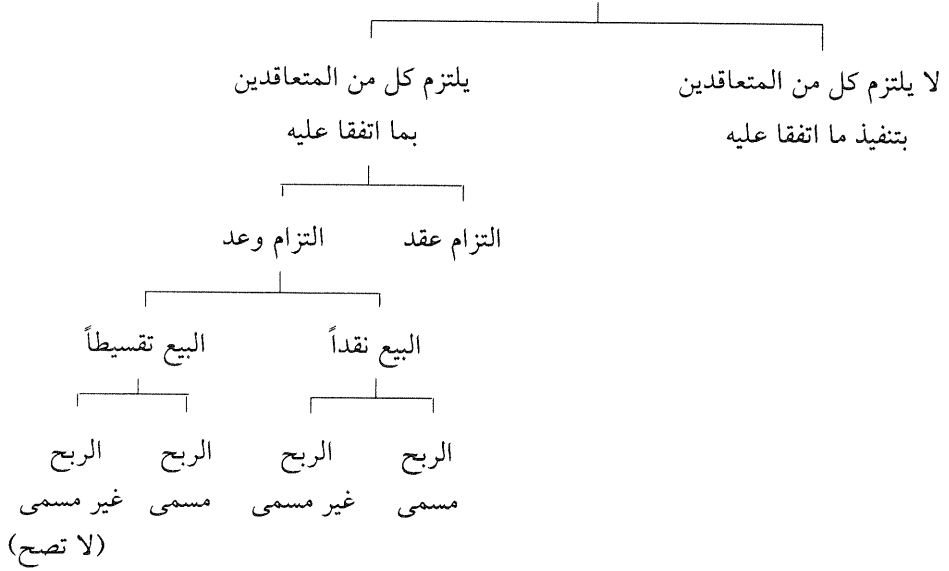 لا يلتزم كل من المتعاقدين
بتنفيذ ما اتفقا عليه
يلتزم كل من المتعاقدين
بما اتفقا عليه
التزام عقد
التزام وعد
البيع نقداً
البيع تقسيطاً
الربح
مسمى
الربح
غير مسمى
الربح
مسمى
الربح
غير مسمى
(لا تصح)